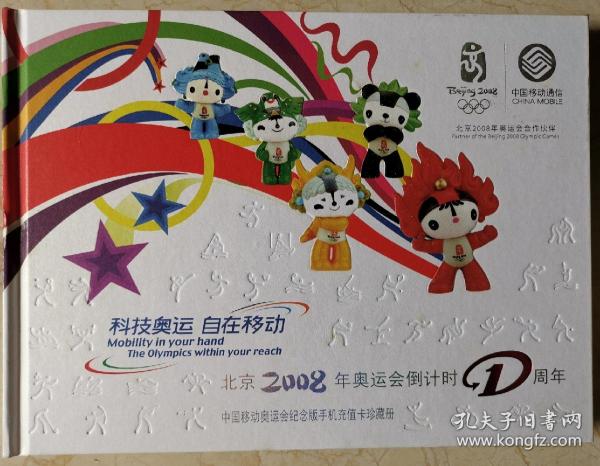 Beijing 2008
中国移动通信
CHINA MOBILE
北京2008年奥运会合作伙伴
Partner of the Beijing 2008 Olympic Games
科技奥运 自在移动
Mobility in your hand
The Olympics within your reach
北京 2008 年奥运会倒计时 1 周年
中国移动奥运会纪念版手机充值卡珍藏册
孔夫子旧书网
www.kongfz.com